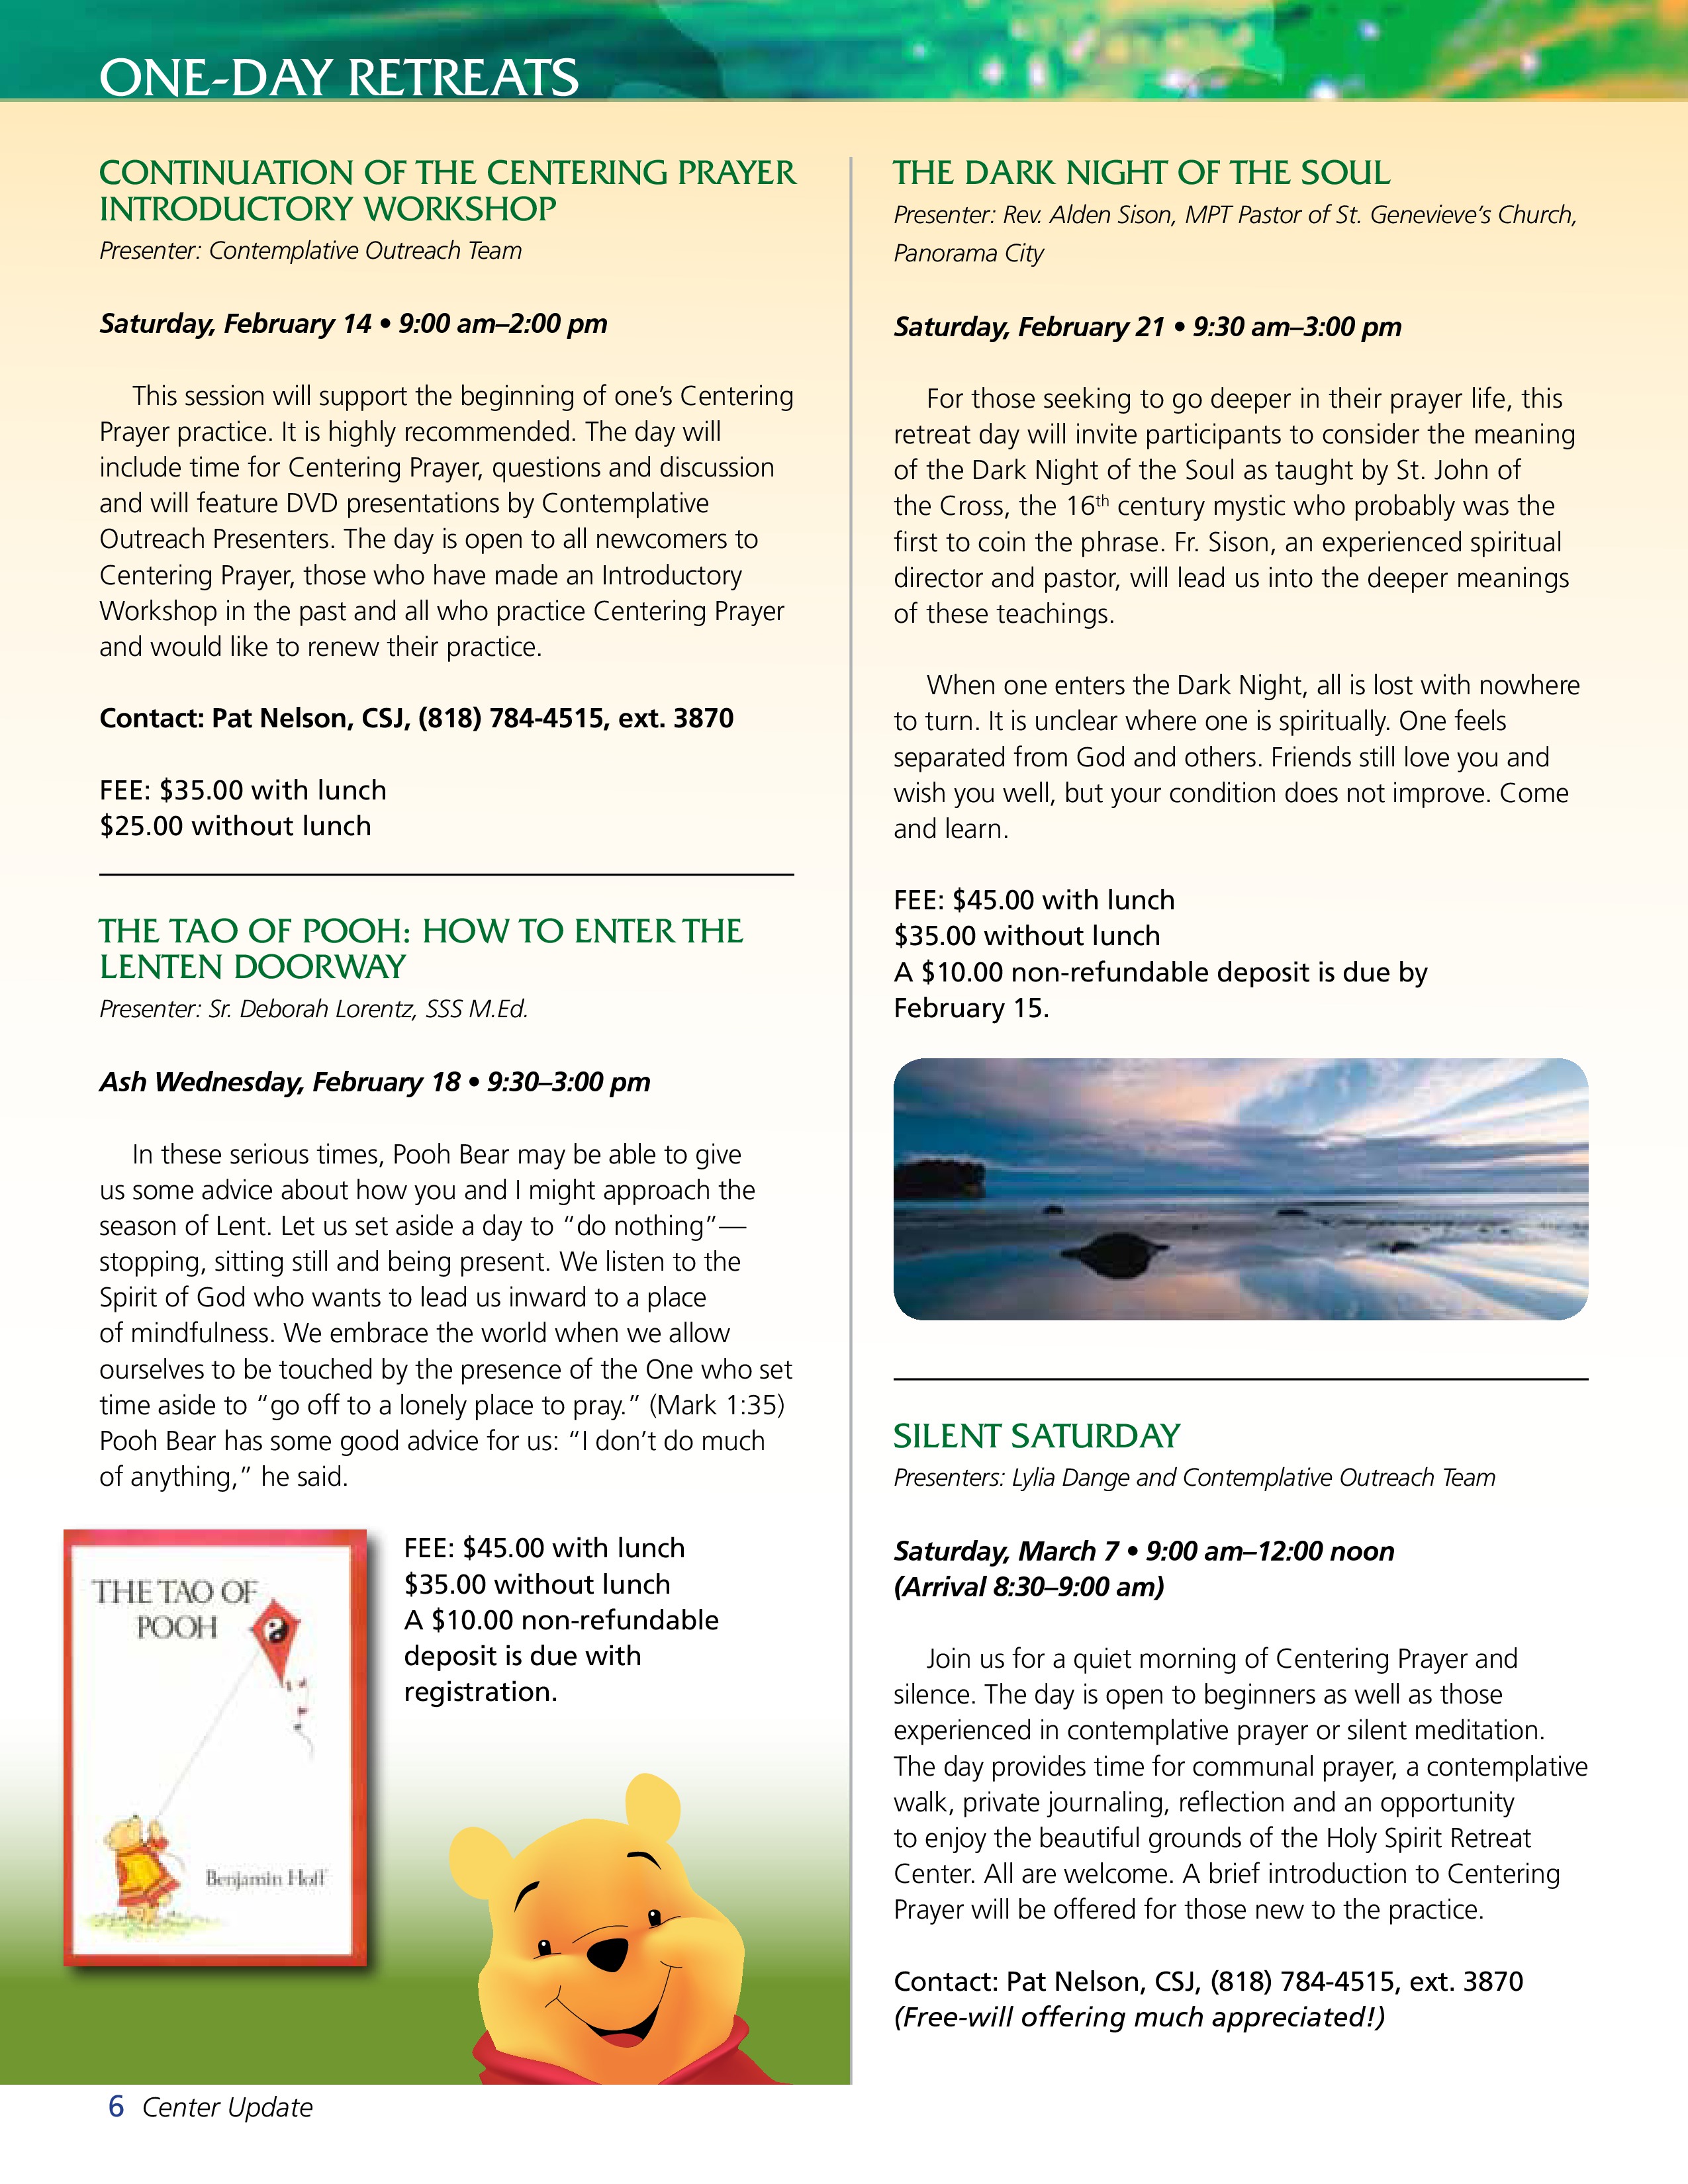 ONE-DAY RETREATS
CONTINUATION OF THE CENTERING PRAYER
INTRODUCTORY WORKSHOP
Presenter: Contemplative Outreach Team
Saturday, February 14 • 9:00 am–2:00 pm
This session will support the beginning of one’s Centering
Prayer practice. It is highly recommended. The day will
include time for Centering Prayer, questions and discussion
and will feature DVD presentations by Contemplative
Outreach Presenters. The day is open to all newcomers to
Centering Prayer, those who have made an Introductory
Workshop in the past and all who practice Centering Prayer
and would like to renew their practice.
Contact: Pat Nelson, CSJ, (818) 784-4515, ext. 3870
FEE: $35.00 with lunch
$25.00 without lunch
THE TAO OF POOH: HOW TO ENTER THE
LENTEN DOORWAY
Presenter: Sr. Deborah Lorentz, SSS M.Ed.
Ash Wednesday, February 18 • 9:30–3:00 pm
In these serious times, Pooh Bear may be able to give
us some advice about how you and I might approach the
season of Lent. Let us set aside a day to “do nothing”—
stopping, sitting still and being present. We listen to the
Spirit of God who wants to lead us inward to a place
of mindfulness. We embrace the world when we allow
ourselves to be touched by the presence of the One who set
time aside to “go off to a lonely place to pray.” (Mark 1:35)
Pooh Bear has some good advice for us: “I don’t do much
of anything,” he said.
THE TAO OF
POOH
Benjamin Hoff
FEE: $45.00 with lunch
$35.00 without lunch
A $10.00 non-refundable
deposit is due with
registration.
THE DARK NIGHT OF THE SOUL
Presenter: Rev. Alden Sison, MPT Pastor of St. Genevieve’s Church,
Panorama City
Saturday, February 21 • 9:30 am–3:00 pm
For those seeking to go deeper in their prayer life, this
retreat day will invite participants to consider the meaning
of the Dark Night of the Soul as taught by St. John of
the Cross, the 16th century mystic who probably was the
first to coin the phrase. Fr. Sison, an experienced spiritual
director and pastor, will lead us into the deeper meanings
of these teachings.
When one enters the Dark Night, all is lost with nowhere
to turn. It is unclear where one is spiritually. One feels
separated from God and others. Friends still love you and
wish you well, but your condition does not improve. Come
and learn.
FEE: $45.00 with lunch
$35.00 without lunch
A $10.00 non-refundable deposit is due by
February 15.
SILENT SATURDAY
Presenters: Lylia Dange and Contemplative Outreach Team
Saturday, March 7 • 9:00 am–12:00 noon
(Arrival 8:30–9:00 am)
Join us for a quiet morning of Centering Prayer and
silence. The day is open to beginners as well as those
experienced in contemplative prayer or silent meditation.
The day provides time for communal prayer, a contemplative
walk, private journaling, reflection and an opportunity
to enjoy the beautiful grounds of the Holy Spirit Retreat
Center. All are welcome. A brief introduction to Centering
Prayer will be offered for those new to the practice.
Contact: Pat Nelson, CSJ, (818) 784-4515, ext. 3870
(Free-will offering much appreciated!)
6 Center Update